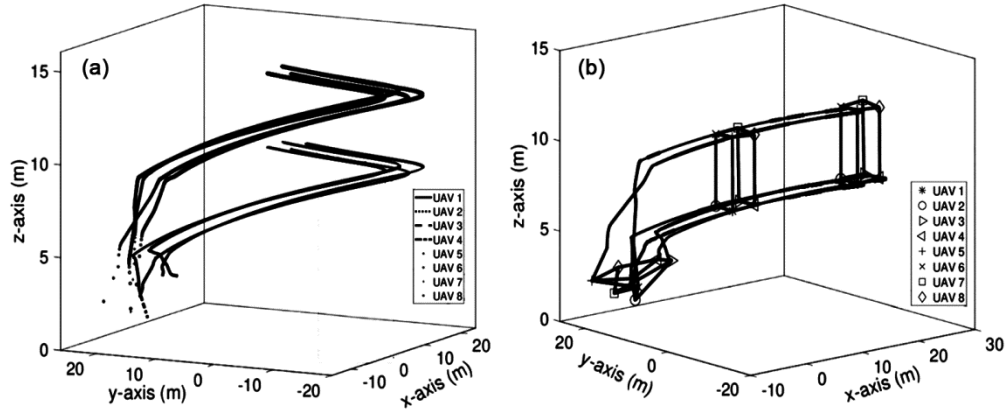 (a)
15
10
5
0
z-axis (m)
20
10
0
-10
-20
y-axis (m)
-10
0
10
20
x-axis (m)
UAV 1
UAV 2
UAV 3
UAV 4
UAV 5
UAV 6
UAV 7
UAV 8
(b)
15
10
5
0
z-axis (m)
20
0
-20
y-axis (m)
-10
0
10
20
30
x-axis (m)
UAV 1
UAV 2
UAV 3
UAV 4
UAV 5
UAV 6
UAV 7
UAV 8